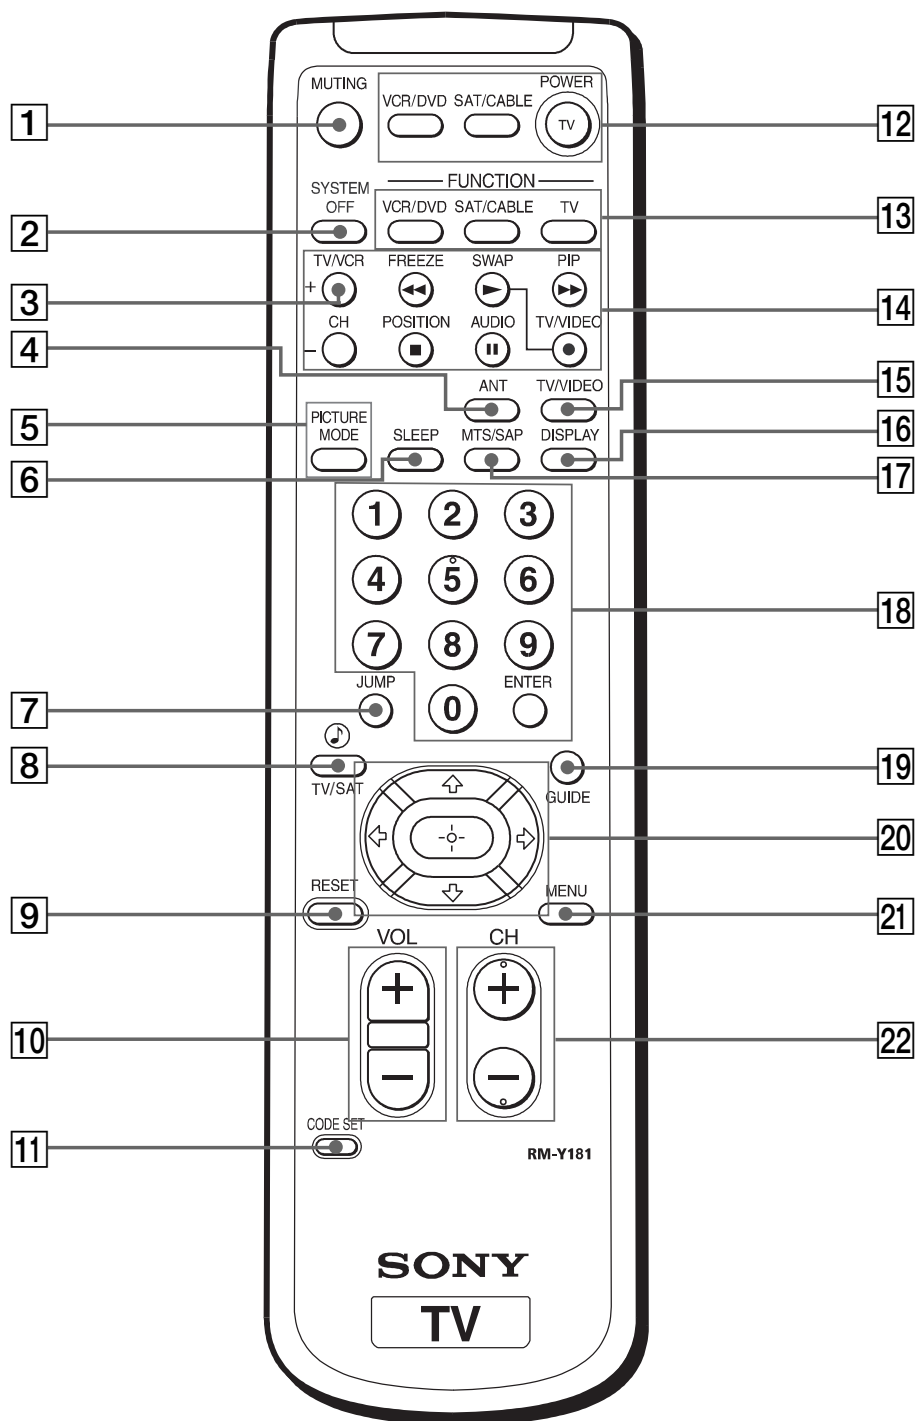 MUTING
POWER
VCR/DVD SAT/CABLE
TV
1
12
FUNCTION
SYSTEM
OFF
VCR/DVD SAT/CABLE TV
2
13
TV/VCR FREEZE SWAP PIP
+
3
14
CH POSITION AUDIO TV/VIDEO
–
4
ANT TV/VIDEO
15
PICTURE
MODE
5
SLEEP MTS/SAP DISPLAY
16
6
17
1 2 3
4 5 6
18
7 8 9
JUMP
ENTER
7
0
8
19
TV/SAT
GUIDE
20
RESET
MENU
9
21
VOL CH
+ +
10
22
– –
CODE SET
11
RM-Y181
SONY
TV